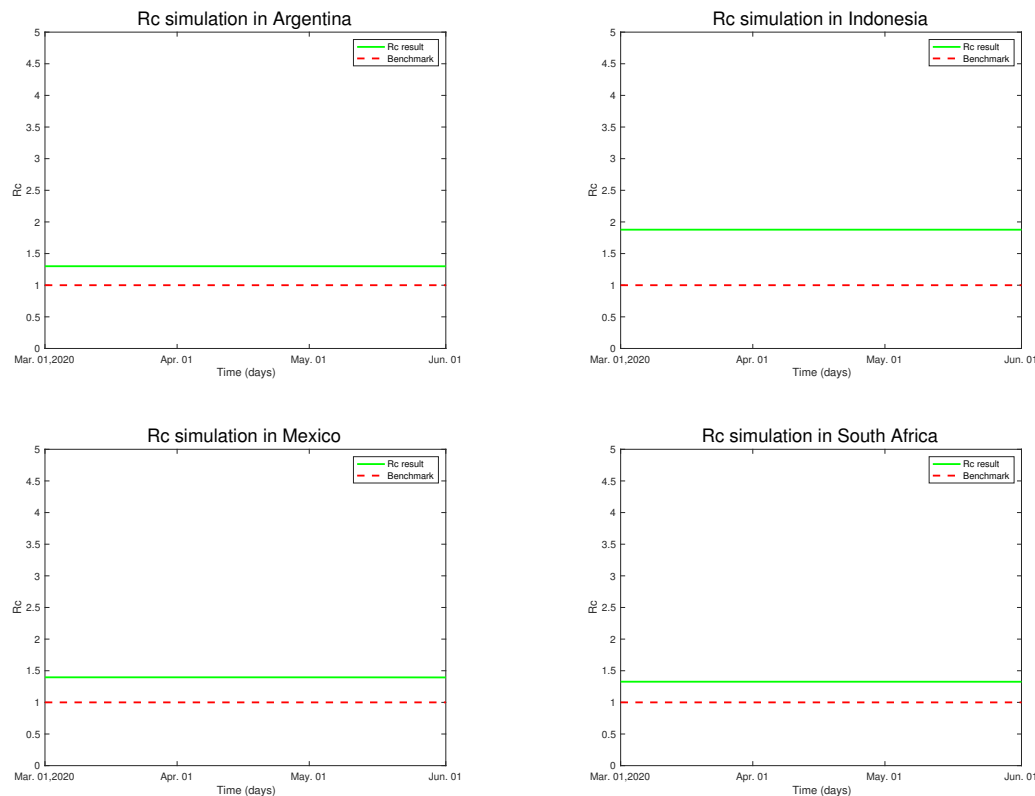 Rc simulation in Argentina
5
4.5
4
3.5
3
2.5
2
1.5
1
0.5
0
Rc
Rc result
Benchmark
Mar. 01,2020 Apr. 01 May. 01 Jun. 01
Time (days)
Rc simulation in Indonesia
5
4.5
4
3.5
3
2.5
2
1.5
1
0.5
0
Rc
Rc result
Benchmark
Mar. 01,2020 Apr. 01 May. 01 Jun. 01
Time (days)
Rc simulation in Mexico
5
4.5
4
3.5
3
2.5
2
1.5
1
0.5
0
Rc
Rc result
Benchmark
Mar. 01,2020 Apr. 01 May. 01 Jun. 01
Time (days)
Rc simulation in South Africa
5
4.5
4
3.5
3
2.5
2
1.5
1
0.5
0
Rc
Rc result
Benchmark
Mar. 01,2020 Apr. 01 May. 01 Jun. 01
Time (days)